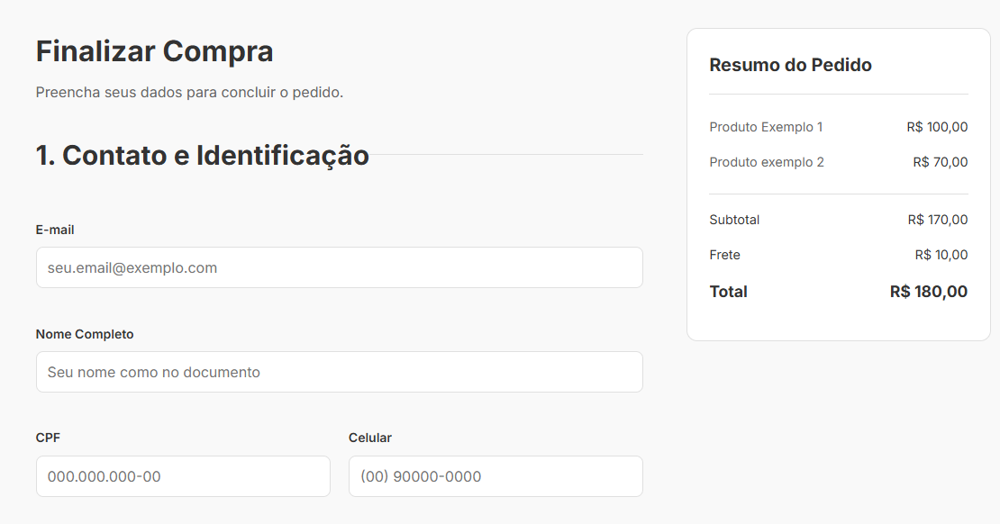 Finalizar Compra
Preencha seus dados para concluir o pedido.
1. Contato e Identificação
E-mail
seu.email@exemplo.com
Nome Completo
Seu nome como no documento
CPF
Celular
000.000.000-00
(00) 90000-0000
Resumo do Pedido
Produto Exemplo 1 R$ 100,00
Produto exemplo 2 R$ 70,00
Subtotal R$ 170,00
Frete R$ 10,00
Total R$ 180,00